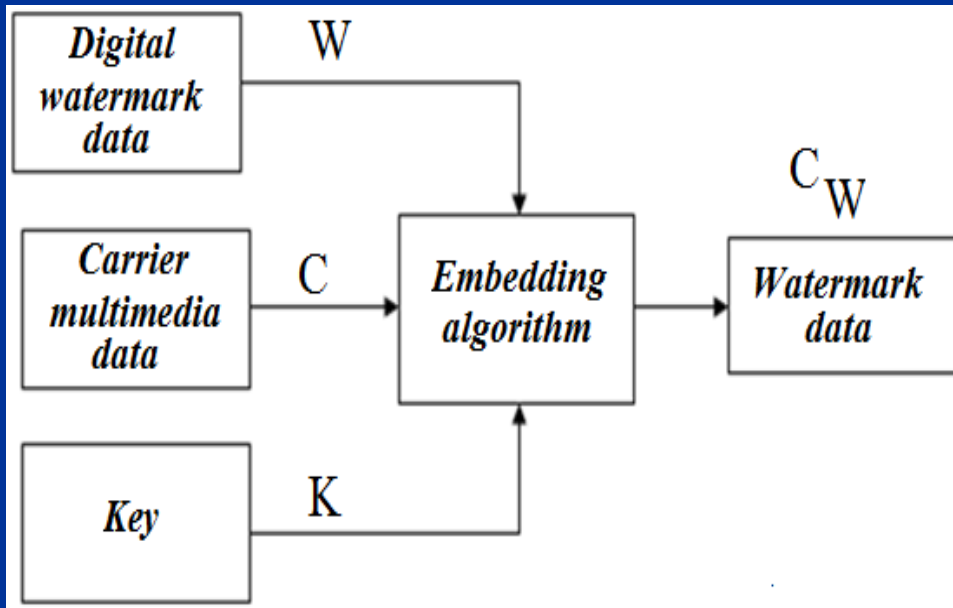 Digital
watermark
data
W
Carrier
multimedia
data
C
Key
K
Embedding
algorithm
C W
Watermark
data